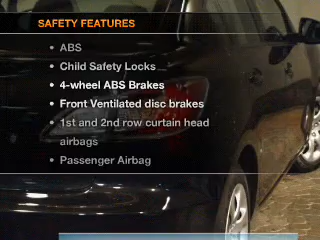 SAFETY FEATURES
• ABS
• Child Safety Locks
• 4-wheel ABS Brakes
• Front Ventilated disc brakes
• 1st and 2nd row curtain head
airbags
• Passenger Airbag